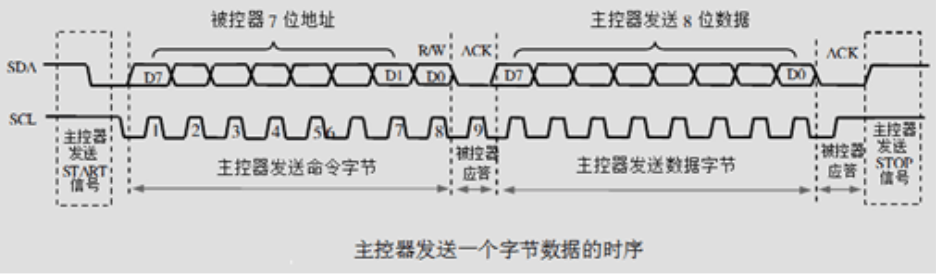 被控器7位地址
主控器发送8位数据
R/W
ACK
ACK
SDA
D7
D1
D0
D7
D0
SCL
1
2
3
4
5
6
7
8
9
主控器
发送
START
信号
主控器发送命令字节
被控器
应答
主控器发送数据字节
被控器
应答
主控器
发送
STOP
信号
主控器发送一个字节数据的时序